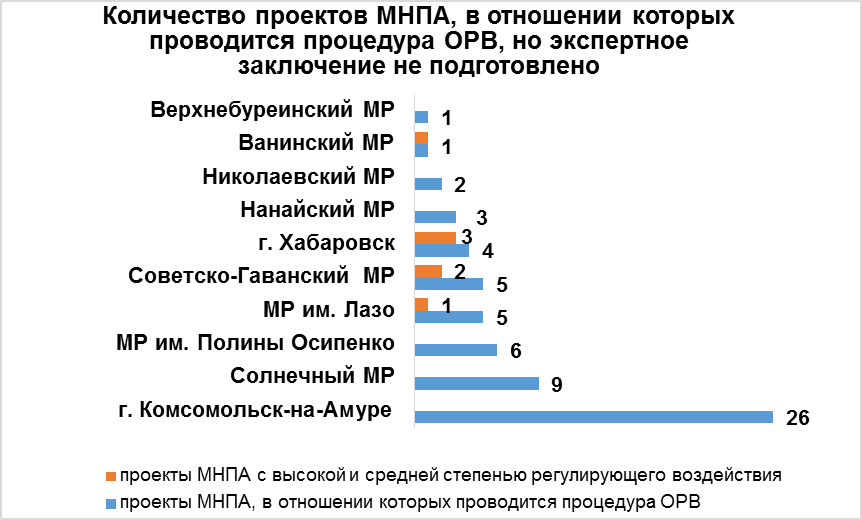 Количество проектов МНПА, в отношении которых
проводится процедура ОРВ, но экспертное
заключение не подготовлено
Верхнебуреинский МР 1
Ванинский МР 1
Николаевский МР 2
Нанайский МР 3
г. Хабаровск 3
4
Советско-Гаванский МР 2
5
МР им. Лазо 1
5
МР им. Полины Осипенко 6
Солнечный МР 9
г. Комсомольск-на-Амуре 26
проекты МНПА с высокой и средней степенью регулирующего воздействия
проекты МНПА, в отношении которых проводится процедура ОРВ